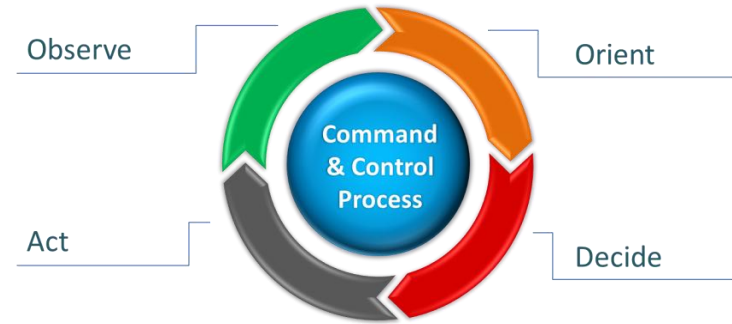 Observe
Orient
Command
& Control
Process
Act
Decide